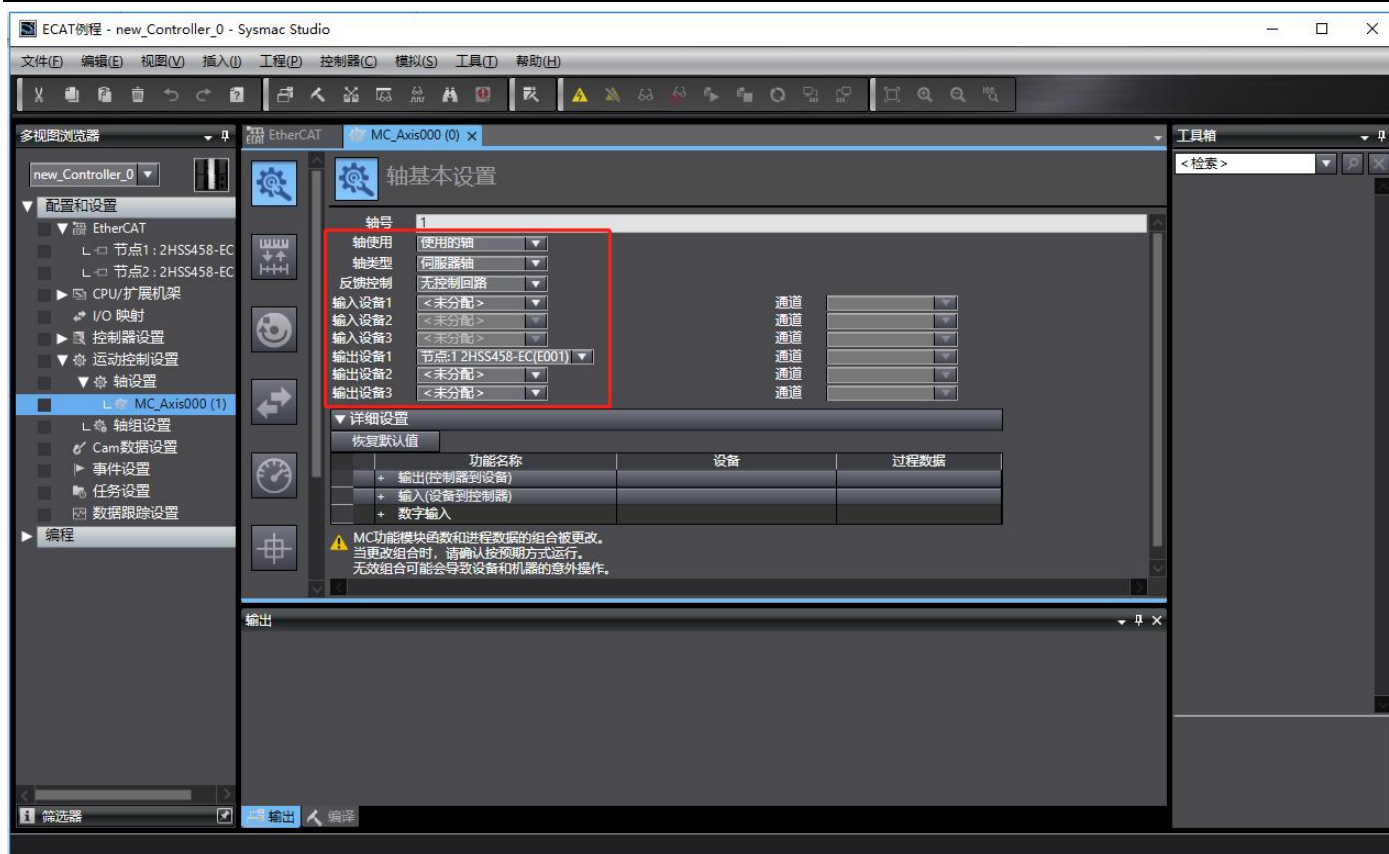 ECAT例程 - new_Controller_0 - Sysmac Studio
文件(F) 编辑(E) 视图(V) 插入(I) 工程(P) 控制器(C) 模拟(S) 工具(T) 帮助(H)
多视图浏览器
EtherCAT
MC_Axis000 (0)
工具箱
new_Controller_0
轴基本设置
<检索>
配置和设置
EtherCAT
节点1 : 2HSS458-EC
节点2 : 2HSS458-EC
CPU/扩展机架
I/O 映射
控制器设置
运动控制设置
轴设置
MC_Axis000 (1)
轴组设置
Cam数据设置
事件设置
任务设置
数据跟踪设置
编程
轴号 1
轴使用 使用的轴
轴类型 伺服器轴
反馈控制 无控制回路
输入设备1 <未分配> 通道
输入设备2 <未分配> 通道
输入设备3 <未分配> 通道
输出设备1 节点:1 2HSS458-EC(E001) 通道
输出设备2 <未分配> 通道
输出设备3 <未分配> 通道
详细设置
恢复默认值
功能名称 设备 过程数据
+ 输出(控制器到设备)
+ 输入(设备到控制器)
+ 数字输入
MC功能模块函数和进程数据的组合被更改。
当更改组合时，请确认按预期方式运行。
无效组合可能会导致设备和机器的意外操作。
输出
筛选器
输出 编译